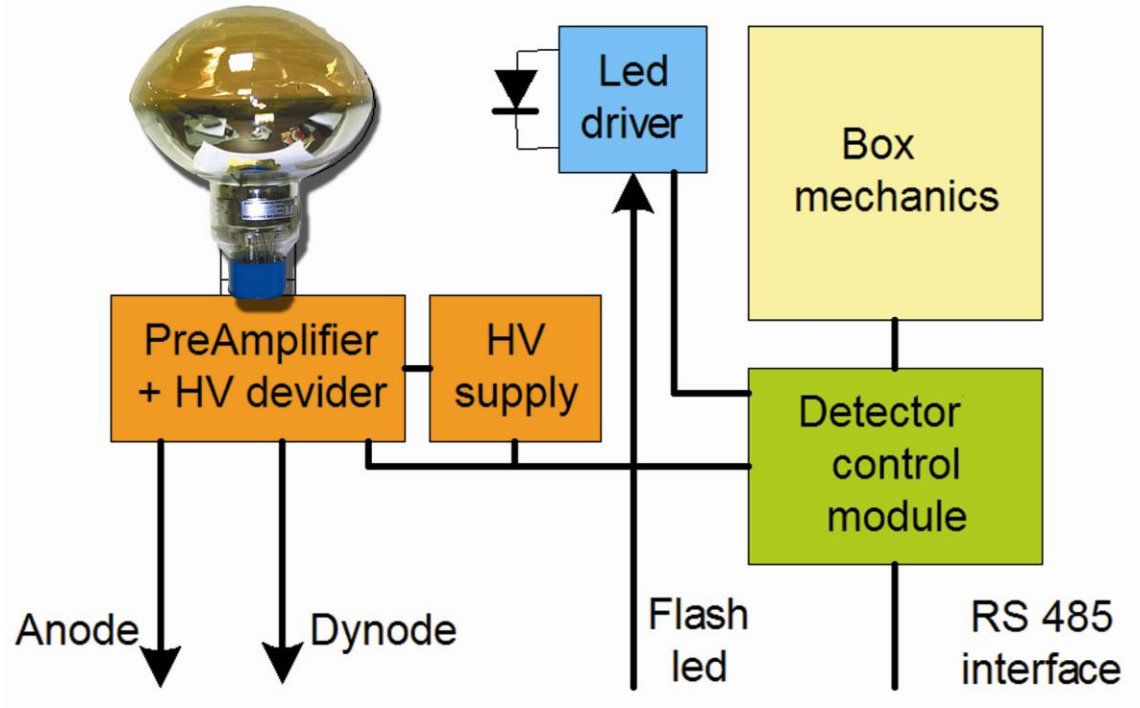 Led
driver
Box
mechanics
PreAmplifier
+ HV devider
HV
supply
Detector
control
module
Anode
Dynode
Flash
led
RS 485
interface